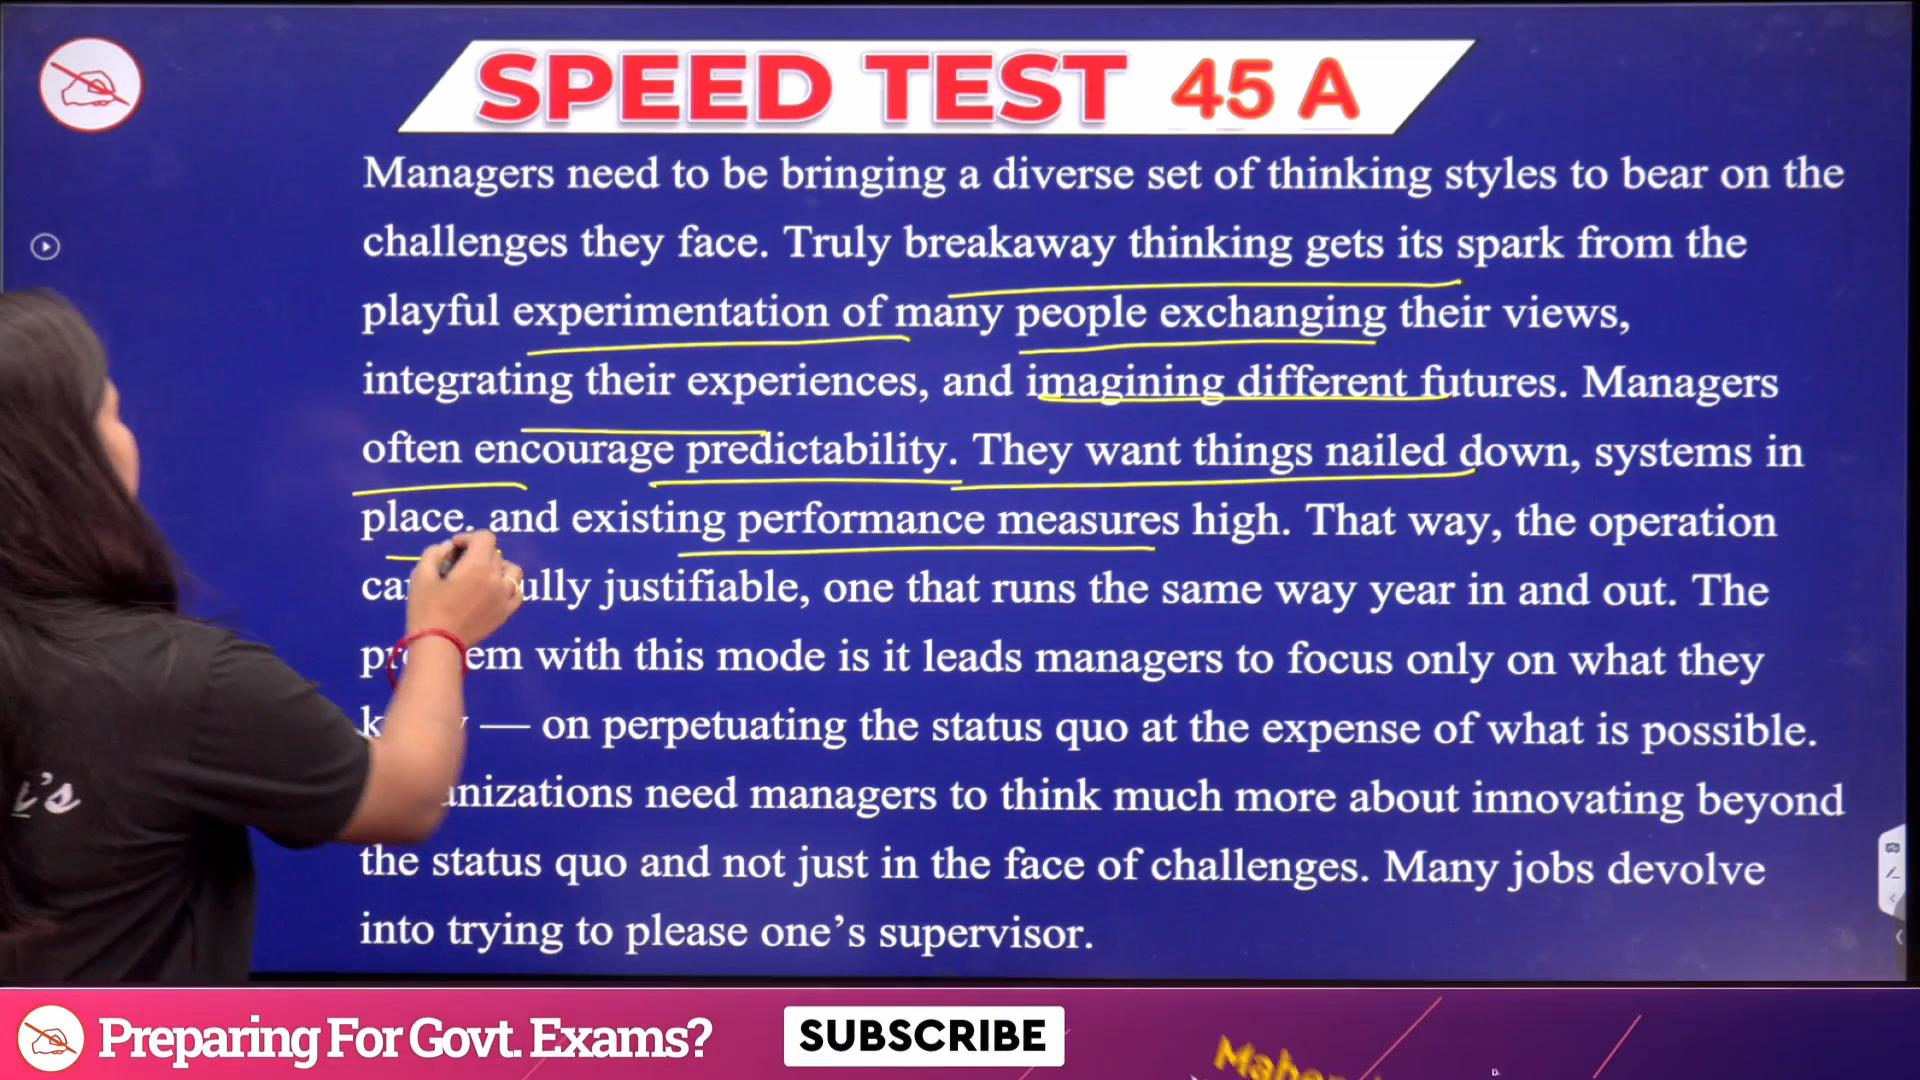 SPEED TEST 45 A
Managers need to be bringing a diverse set of thinking styles to bear on the
challenges they face. Truly breakaway thinking gets its spark from the
playful experimentation of many people exchanging their views,
integrating their experiences, and imagining different futures. Managers
often encourage predictability. They want things nailed down, systems in
place, and existing performance measures high. That way, the operation
ully justifiable, one that runs the same way year in and out. The
em with this mode is it leads managers to focus only on what they
— on perpetuating the status quo at the expense of what is possible.
anizations need managers to think much more about innovating beyond
the status quo and not just in the face of challenges. Many jobs devolve
into trying to please one’s supervisor.
's
Preparing For Govt. Exams?
SUBSCRIBE